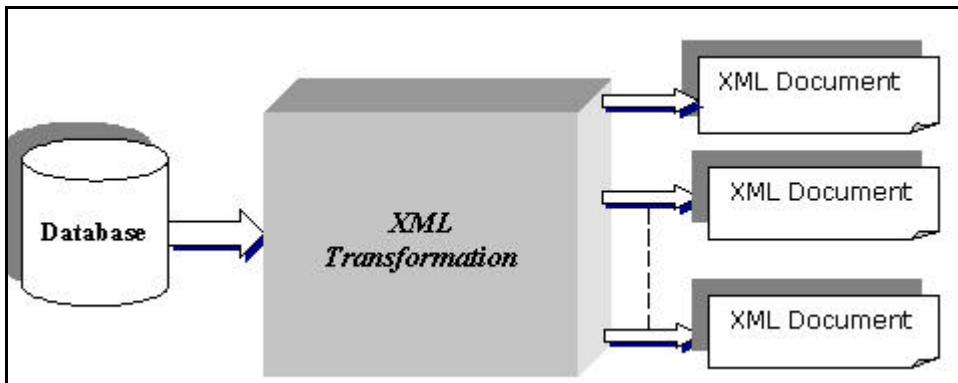 Database
XML
Transformation
XML Document
XML Document
XML Document